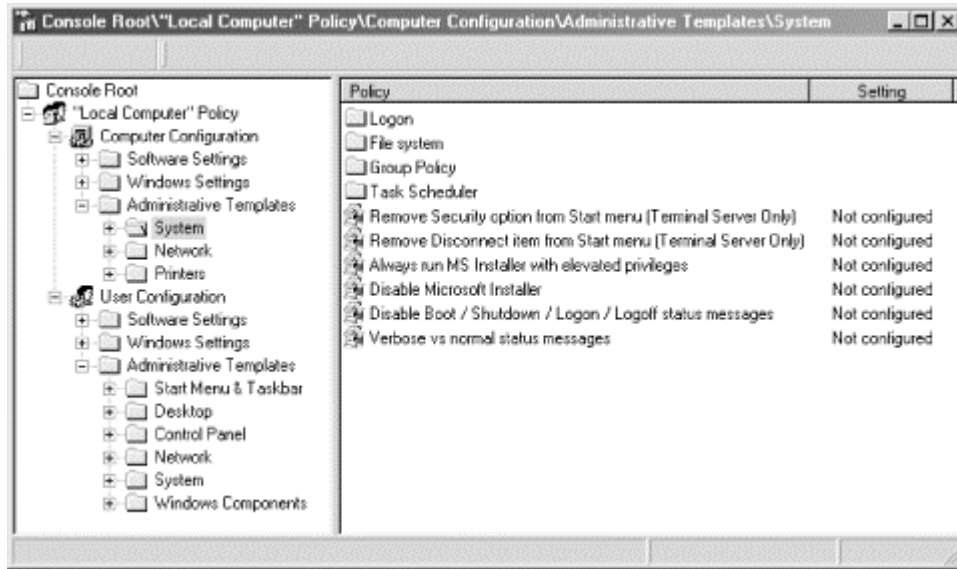 Console Root\"Local Computer" Policy\Computer Configuration\Administrative Templates\System
Console Root
"Local Computer" Policy
Computer Configuration
Software Settings
Windows Settings
Administrative Templates
System
Network
Printers
User Configuration
Software Settings
Windows Settings
Administrative Templates
Start Menu & Taskbar
Desktop
Control Panel
Network
System
Windows Components
Policy Setting
Logon
File system
Group Policy
Task Scheduler
Remove Security option from Start menu (Terminal Server Only) Not configured
Remove Disconnect item from Start menu (Terminal Server Only) Not configured
Always run MS Installer with elevated privileges Not configured
Disable Microsoft Installer Not configured
Disable Boot / Shutdown / Logon / Logoff status messages Not configured
Verbose vs normal status messages Not configured